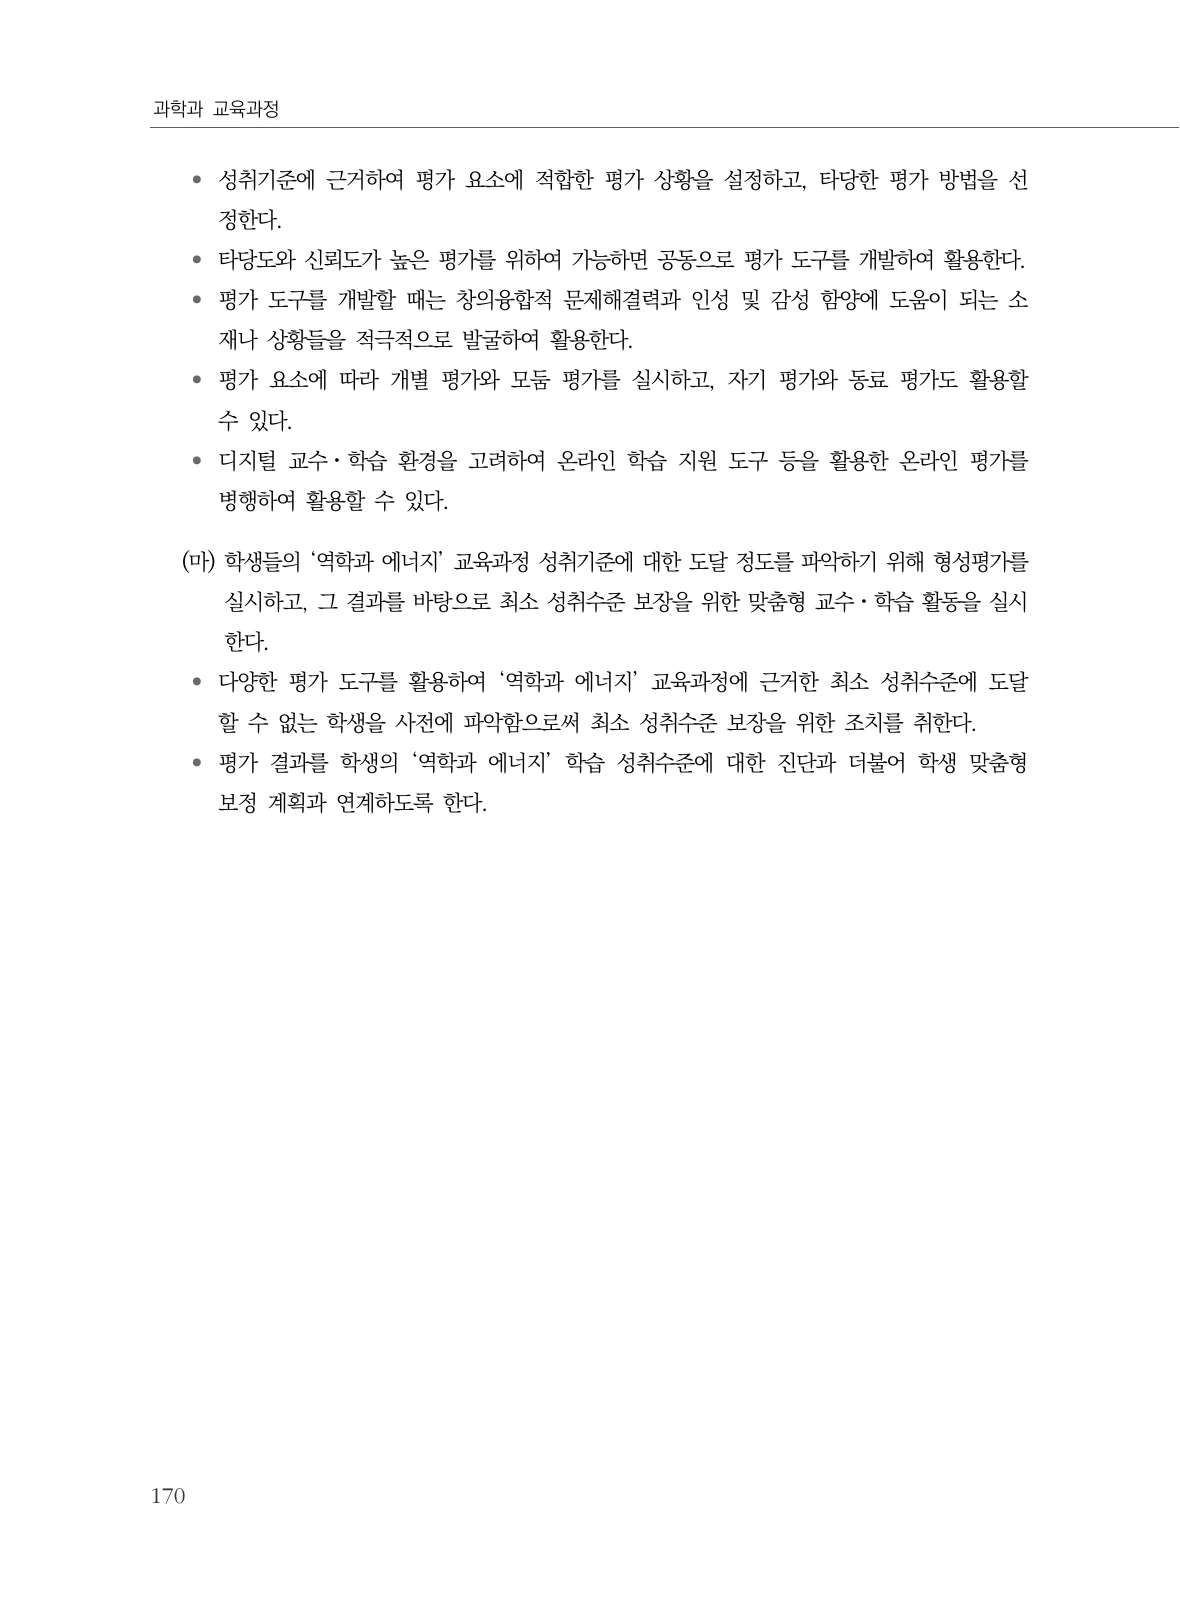 과학과 교육과정
• 성취기준에 근거하여 평가 요소에 적합한 평가 상황을 설정하고, 타당한 평가 방법을 선
정한다.
• 타당도와 신뢰도가 높은 평가를 위하여 가능하면 공동으로 평가 도구를 개발하여 활용한다.
• 평가 도구를 개발할 때는 창의융합적 문제해결력과 인성 및 감성 함양에 도움이 되는 소
재나 상황들을 적극적으로 발굴하여 활용한다.
• 평가 요소에 따라 개별 평가와 모둠 평가를 실시하고, 자기 평가와 동료 평가도 활용할
수 있다.
• 디지털 교수･학습 환경을 고려하여 온라인 학습 지원 도구 등을 활용한 온라인 평가를
병행하여 활용할 수 있다.
(마) 학생들의 ‘역학과 에너지’ 교육과정 성취기준에 대한 도달 정도를 파악하기 위해 형성평가를
실시하고, 그 결과를 바탕으로 최소 성취수준 보장을 위한 맞춤형 교수･학습 활동을 실시
한다.
• 다양한 평가 도구를 활용하여 ‘역학과 에너지’ 교육과정에 근거한 최소 성취수준에 도달
할 수 없는 학생을 사전에 파악함으로써 최소 성취수준 보장을 위한 조치를 취한다.
• 평가 결과를 학생의 ‘역학과 에너지’ 학습 성취수준에 대한 진단과 더불어 학생 맞춤형
보정 계획과 연계하도록 한다.
170